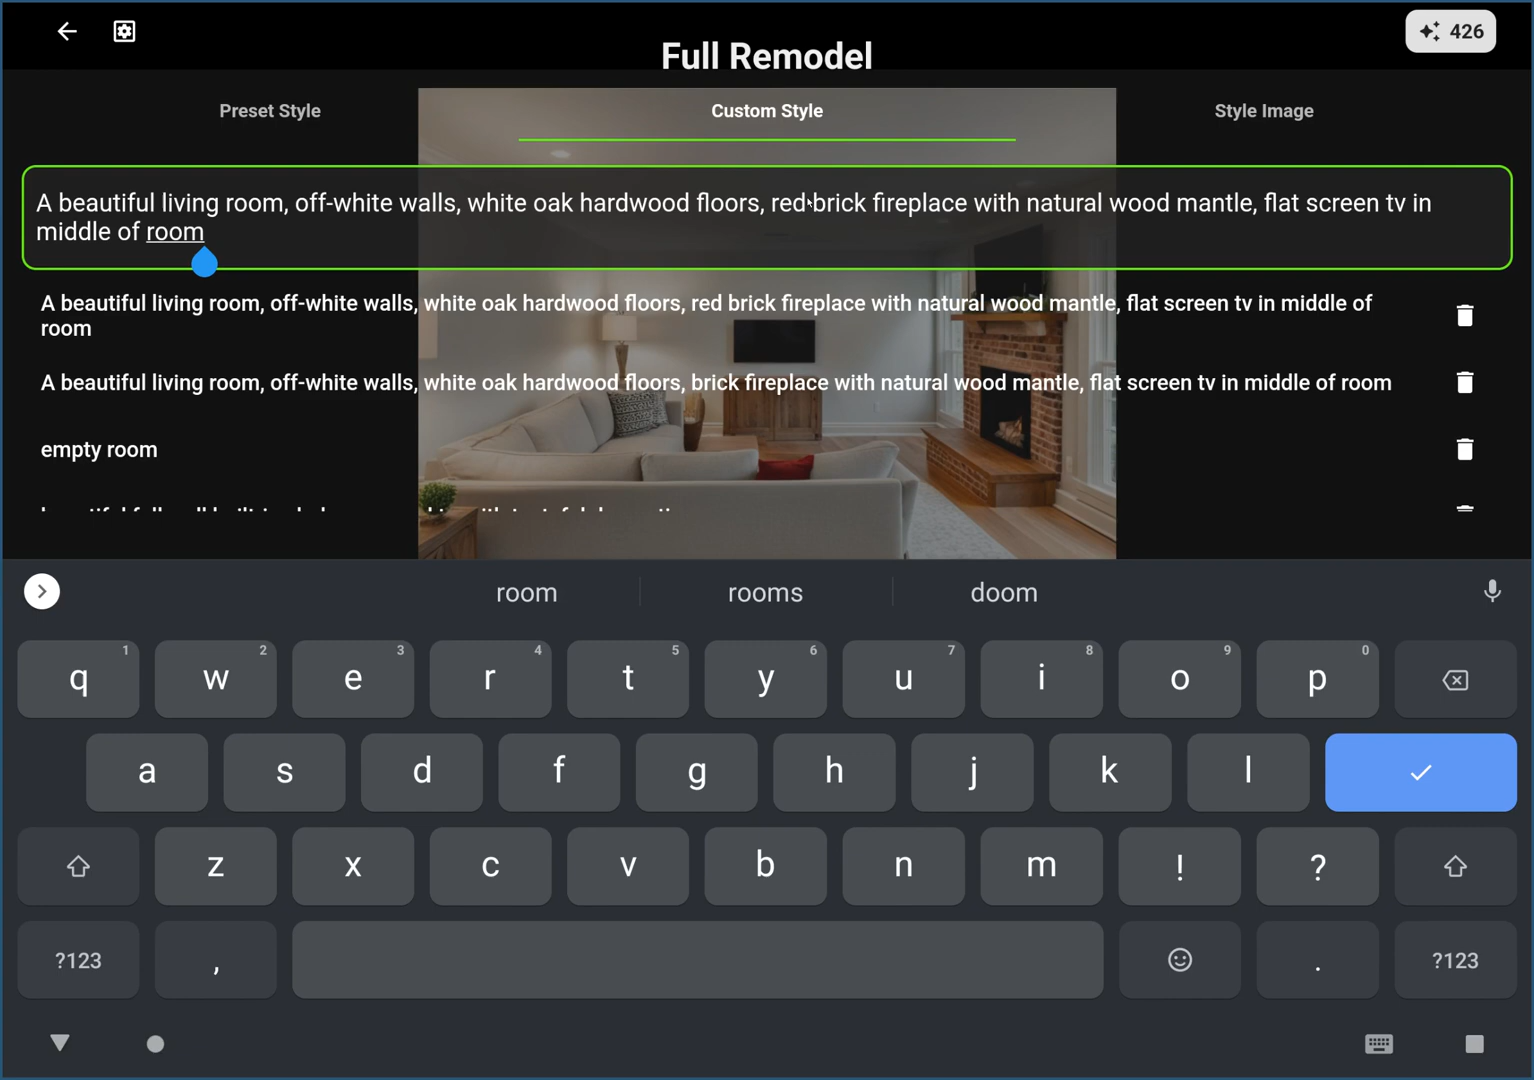 426
Full Remodel
Preset Style
Custom Style
Style Image
A beautiful living room, off-white walls, white oak hardwood floors, red brick fireplace with natural wood mantle, flat screen tv in
middle of room
A beautiful living room, off-white walls, white oak hardwood floors, red brick fireplace with natural wood mantle, flat screen tv in middle of
room
A beautiful living room, off-white walls, white oak hardwood floors, brick fireplace with natural wood mantle, flat screen tv in middle of room
empty room
room rooms doom
1 2 3 4 5 6 7 8 9 0
q w e r t y u i o p
a s d f g h j k l
z x c v b n m ! ?
?123 , . ?123